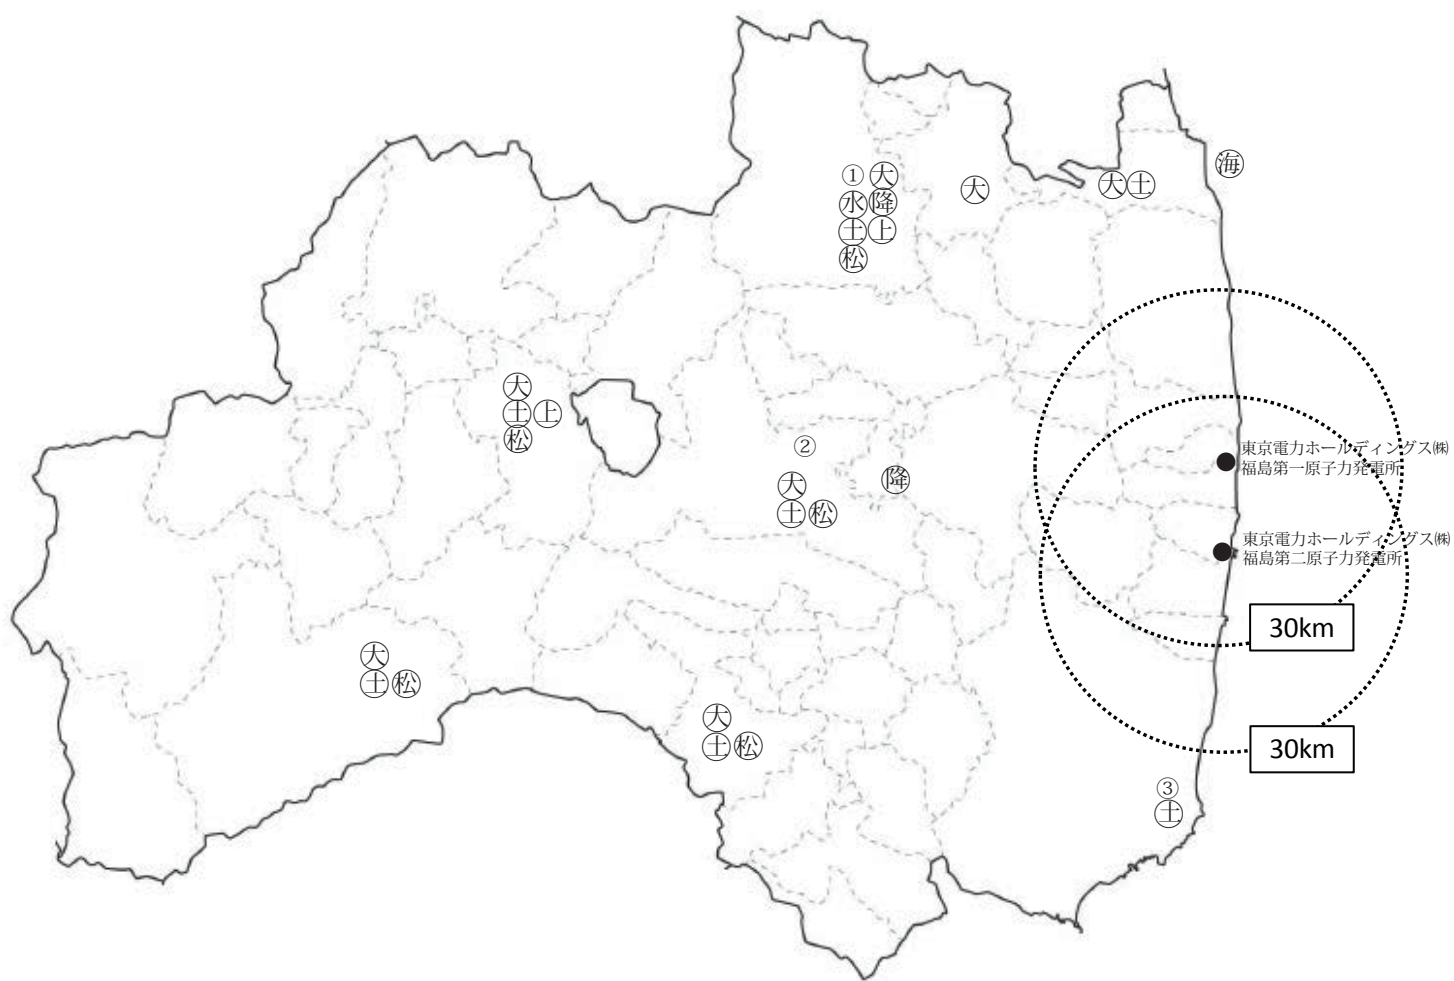 海
①大
水降
土上
松
大
大土
大
土上
松
②
大
土松
降
東京電力ホールディングス㈱
福島第一原子力発電所
東京電力ホールディングス㈱
福島第二原子力発電所
30km
大
土松
大
土松
30km
③
土